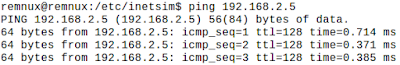 remnux@remnux:/etc/inetsim$ ping 192.168.2.5
PING 192.168.2.5 (192.168.2.5) 56(84) bytes of data.
64 bytes from 192.168.2.5: icmp_seq=1 ttl=128 time=0.714 ms
64 bytes from 192.168.2.5: icmp_seq=2 ttl=128 time=0.371 ms
64 bytes from 192.168.2.5: icmp_seq=3 ttl=128 time=0.385 ms